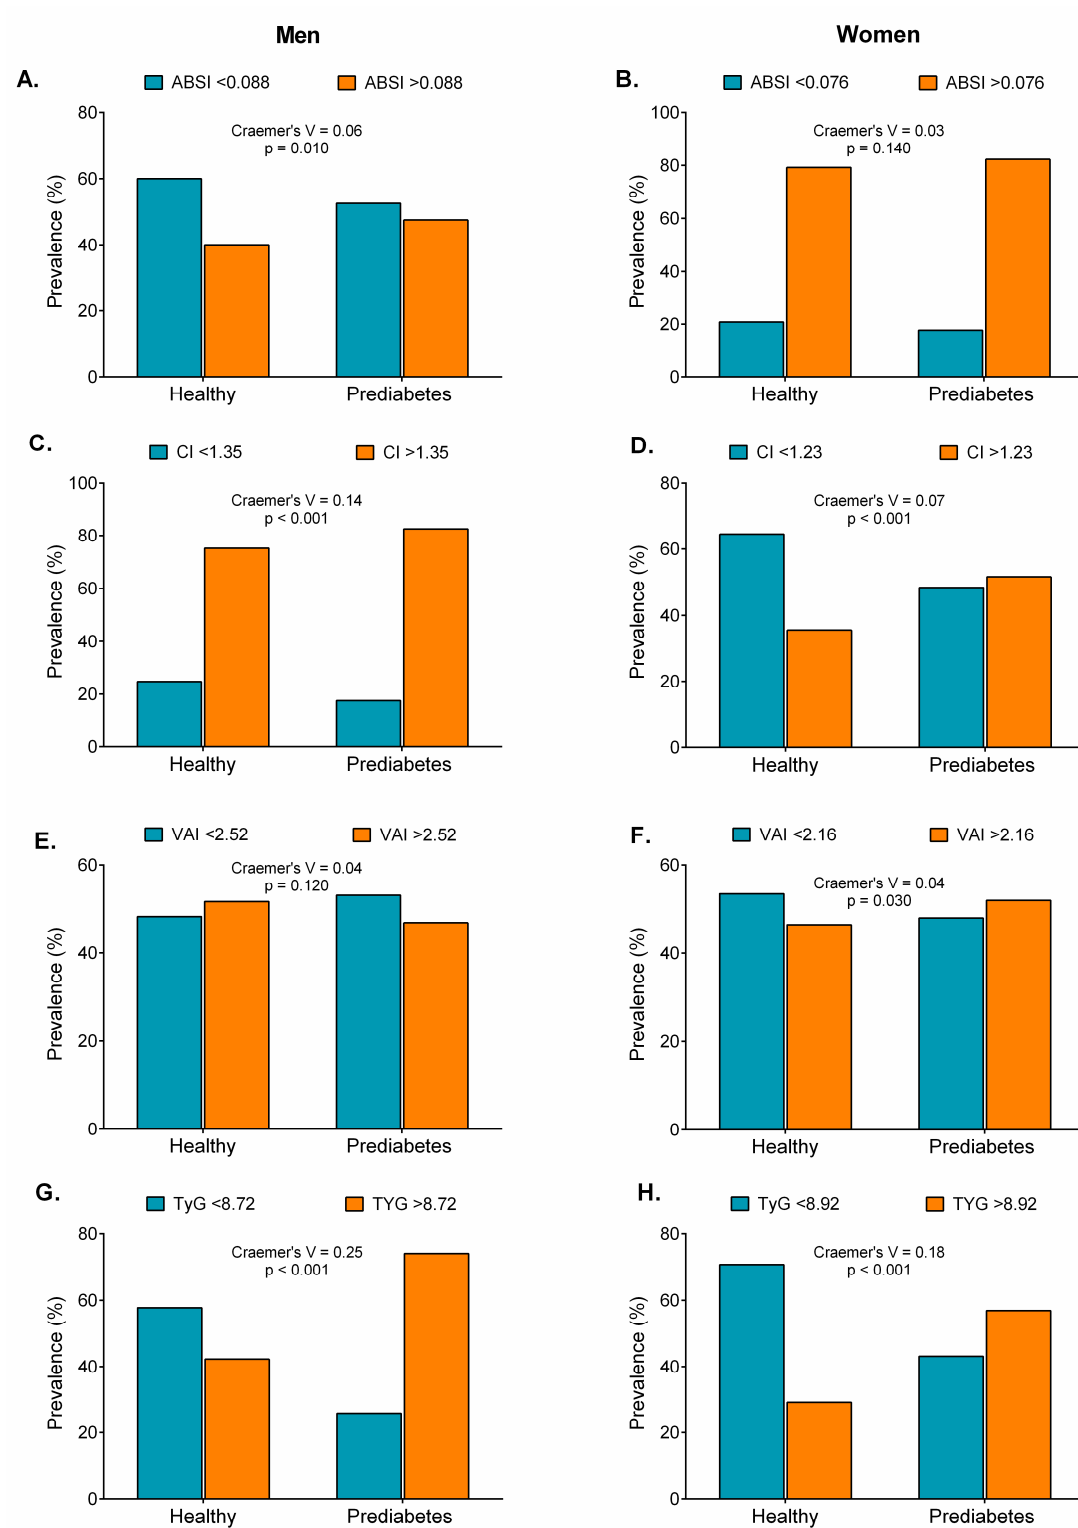 Men
Women
A.
ABSI <0.088
ABSI >0.088
Craemer's V = 0.06
p = 0.010
Prevalence (%)
80
60
40
20
0
Healthy
Prediabetes
B.
ABSI <0.076
ABSI >0.076
Craemer's V = 0.03
p = 0.140
Prevalence (%)
100
80
60
40
20
0
Healthy
Prediabetes
C.
CI <1.35
CI >1.35
Craemer's V = 0.14
p < 0.001
Prevalence (%)
100
80
60
40
20
0
Healthy
Prediabetes
D.
CI <1.23
CI >1.23
Craemer's V = 0.07
p < 0.001
Prevalence (%)
80
60
40
20
0
Healthy
Prediabetes
E.
VAI <2.52
VAI >2.52
Craemer's V = 0.04
p = 0.120
Prevalence (%)
60
40
20
0
Healthy
Prediabetes
F.
VAI <2.16
VAI >2.16
Craemer's V = 0.04
p = 0.030
Prevalence (%)
60
40
20
0
Healthy
Prediabetes
G.
TyG <8.72
TYG >8.72
Craemer's V = 0.25
p < 0.001
Prevalence (%)
80
60
40
20
0
Healthy
Prediabetes
H.
TyG <8.92
TYG >8.92
Craemer's V = 0.18
p < 0.001
Prevalence (%)
80
60
40
20
0
Healthy
Prediabetes